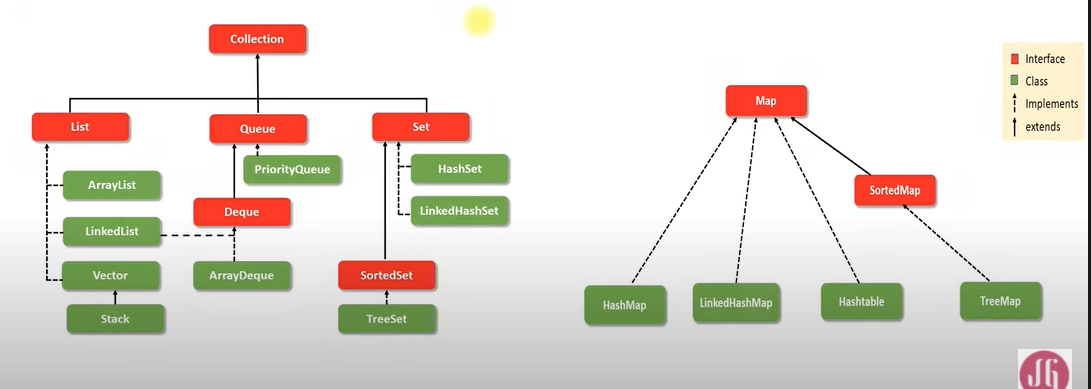 Collection
List
Queue
Set
ArrayList
LinkedList
Vector
Stack
PriorityQueue
Deque
ArrayDeque
HashSet
LinkedHashSet
SortedSet
TreeSet
Map
SortedMap
HashMap
LinkedHashMap
Hashtable
TreeMap
Interface
Class
Implements
extends